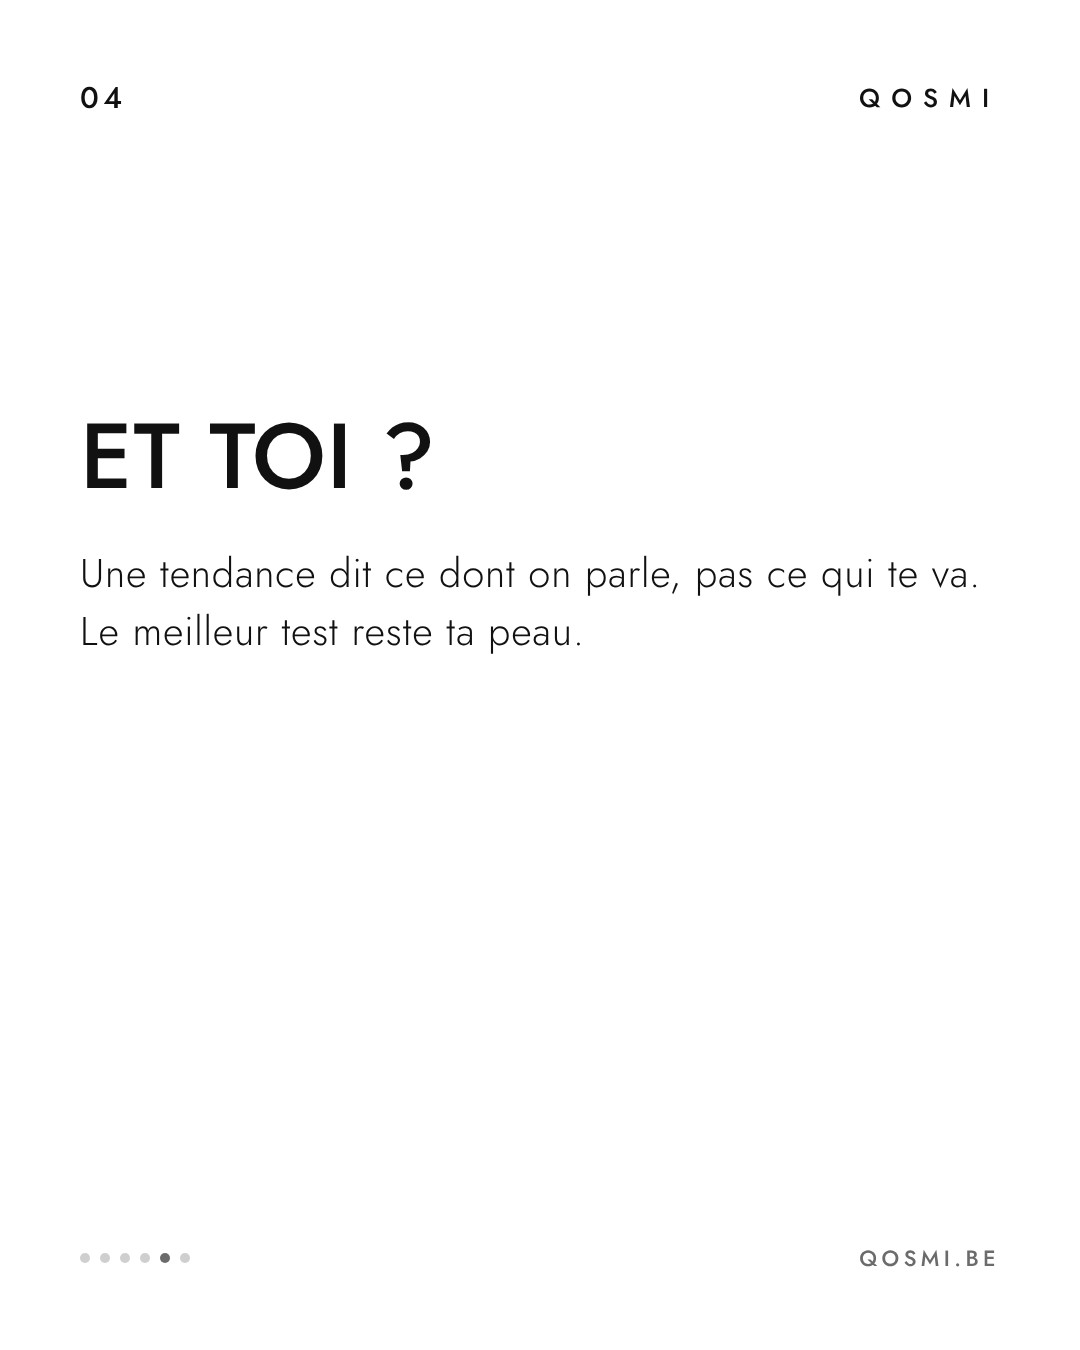 04
QOSMI
ET TOI ?
Une tendance dit ce dont on parle, pas ce qui te va.
Le meilleur test reste ta peau.
QOSMI.BE